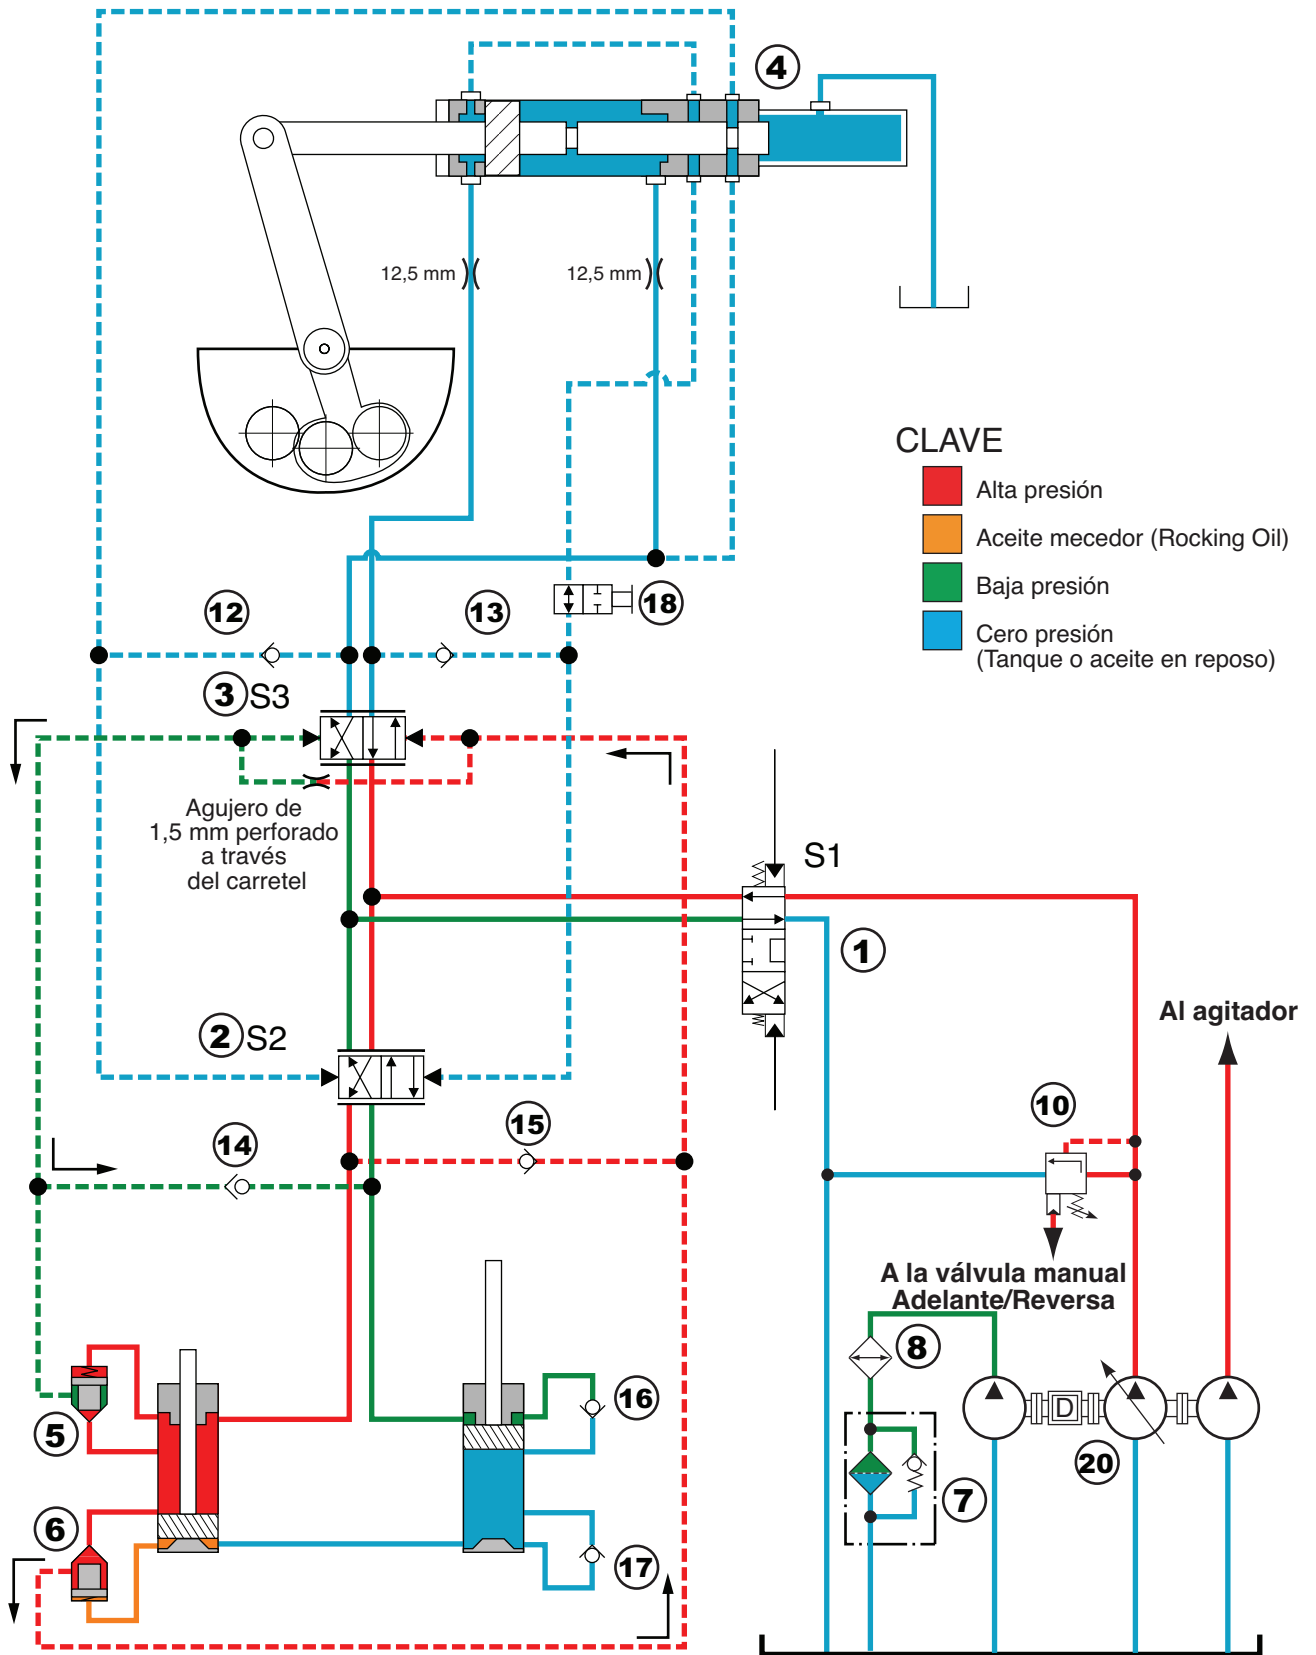 4
12,5 mm
12,5 mm
CLAVE
Alta presión
Aceite mecedor (Rocking Oil)
Baja presión
Cero presión
(Tanque o aceite en reposo)
12
13
18
3 S3
Agujero de
1,5 mm perforado
a través
del carretel
S1
1
2 S2
Al agitador
10
15
14
A la válvula manual
Adelante/Reversa
8
16
5
D
20
7
6
17